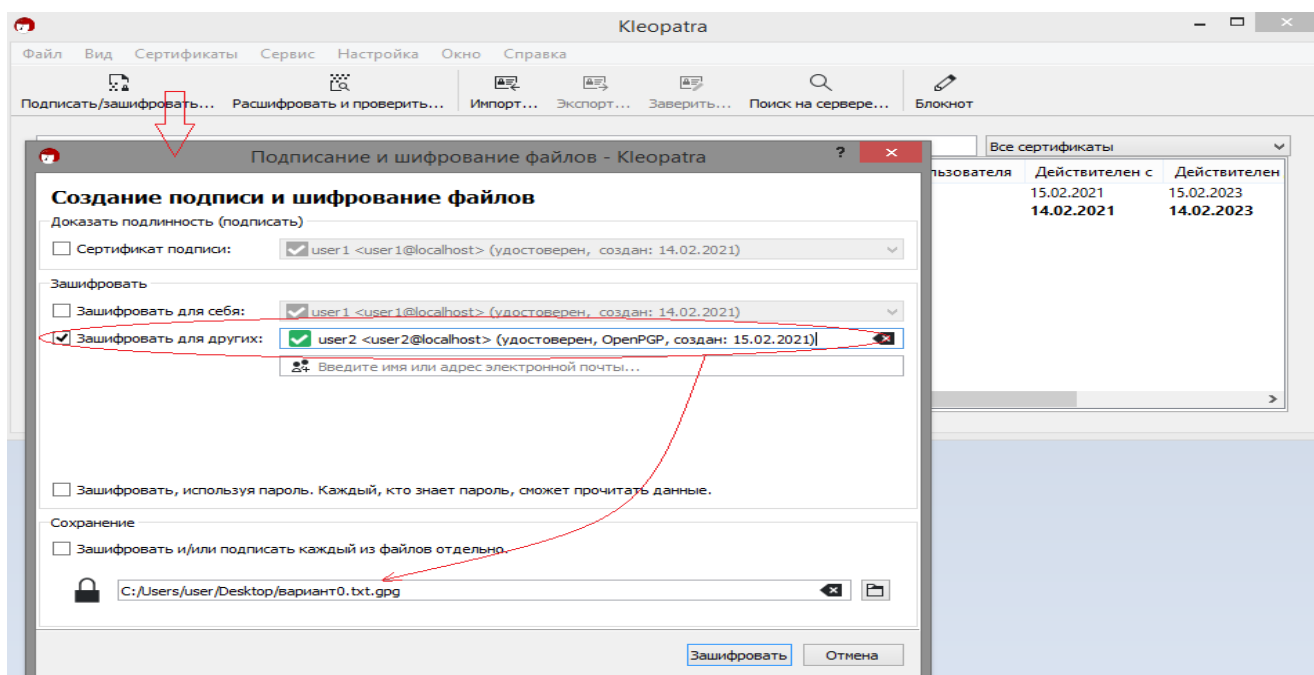 Kleopatra
Файл Вид Сертификаты Сервис Настройка Окно Справка
Подписать/зашифровать... Расшифровать и проверить... Импорт... Экспорт... Заверить... Поиск на сервере... Блокнот
Все сертификаты
Подписание и шифрование файлов - Kleopatra ?
льзователя Действителен с Действителен
15.02.2021 15.02.2023
14.02.2021 14.02.2023
Создание подписи и шифрование файлов
Доказать подлинность (подписать)
Сертификат подписи: user1 <user1@localhost> (удостоверен, создан: 14.02.2021)
Зашифровать
Зашифровать для себя: user1 <user1@localhost> (удостоверен, создан: 14.02.2021)
Зашифровать для других: user2 <user2@localhost> (удостоверен, OpenPGP, создан: 15.02.2021)
Введите имя или адрес электронной почты...
Зашифровать, используя пароль. Каждый, кто знает пароль, сможет прочитать данные.
Сохранение
Зашифровать и/или подписать каждый из файлов отдельно.
C:/Users/user/Desktop/вариант0.txt.gpg
Зашифровать Отмена